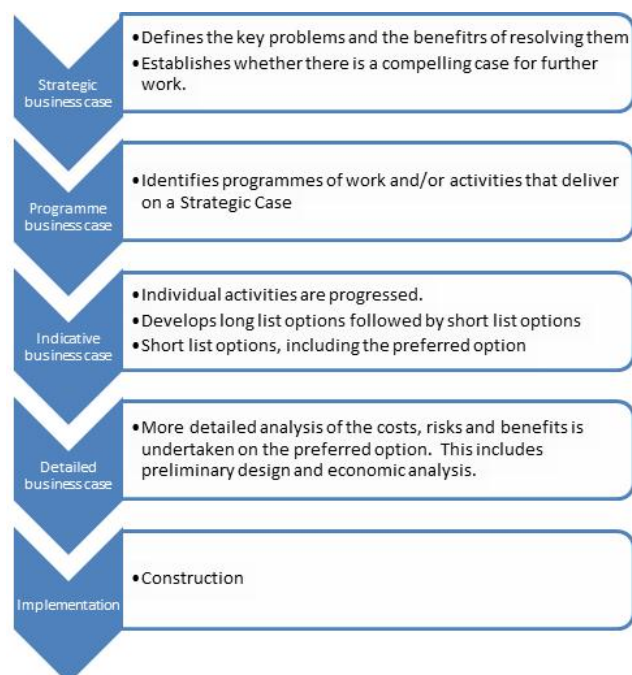 Strategic
business case
•Defines the key problems and the benefitrs of resolving them
•Establishes whether there is a compelling case for further
work.
Programme
business case
•Identifies programmes of work and/or activities that deliver
on a Strategic Case
Indicative
business case
•Individual activities are progressed.
•Develops long list options followed by short list options
•Short list options, including the preferred option
Detailed
business case
•More detailed analysis of the costs, risks and benefits is
undertaken on the preferred option. This includes
preliminary design and economic analysis.
Implementation
•Construction